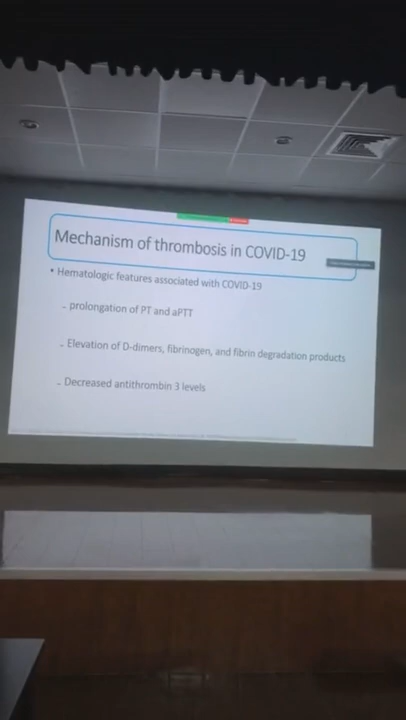 Mechanism of thrombosis in COVID-19
• Hematologic features associated with COVID-19
- prolongation of PT and aPTT
- Elevation of D-dimers, fibrinogen, and fibrin degradation products
- Decreased antithrombin 3 levels